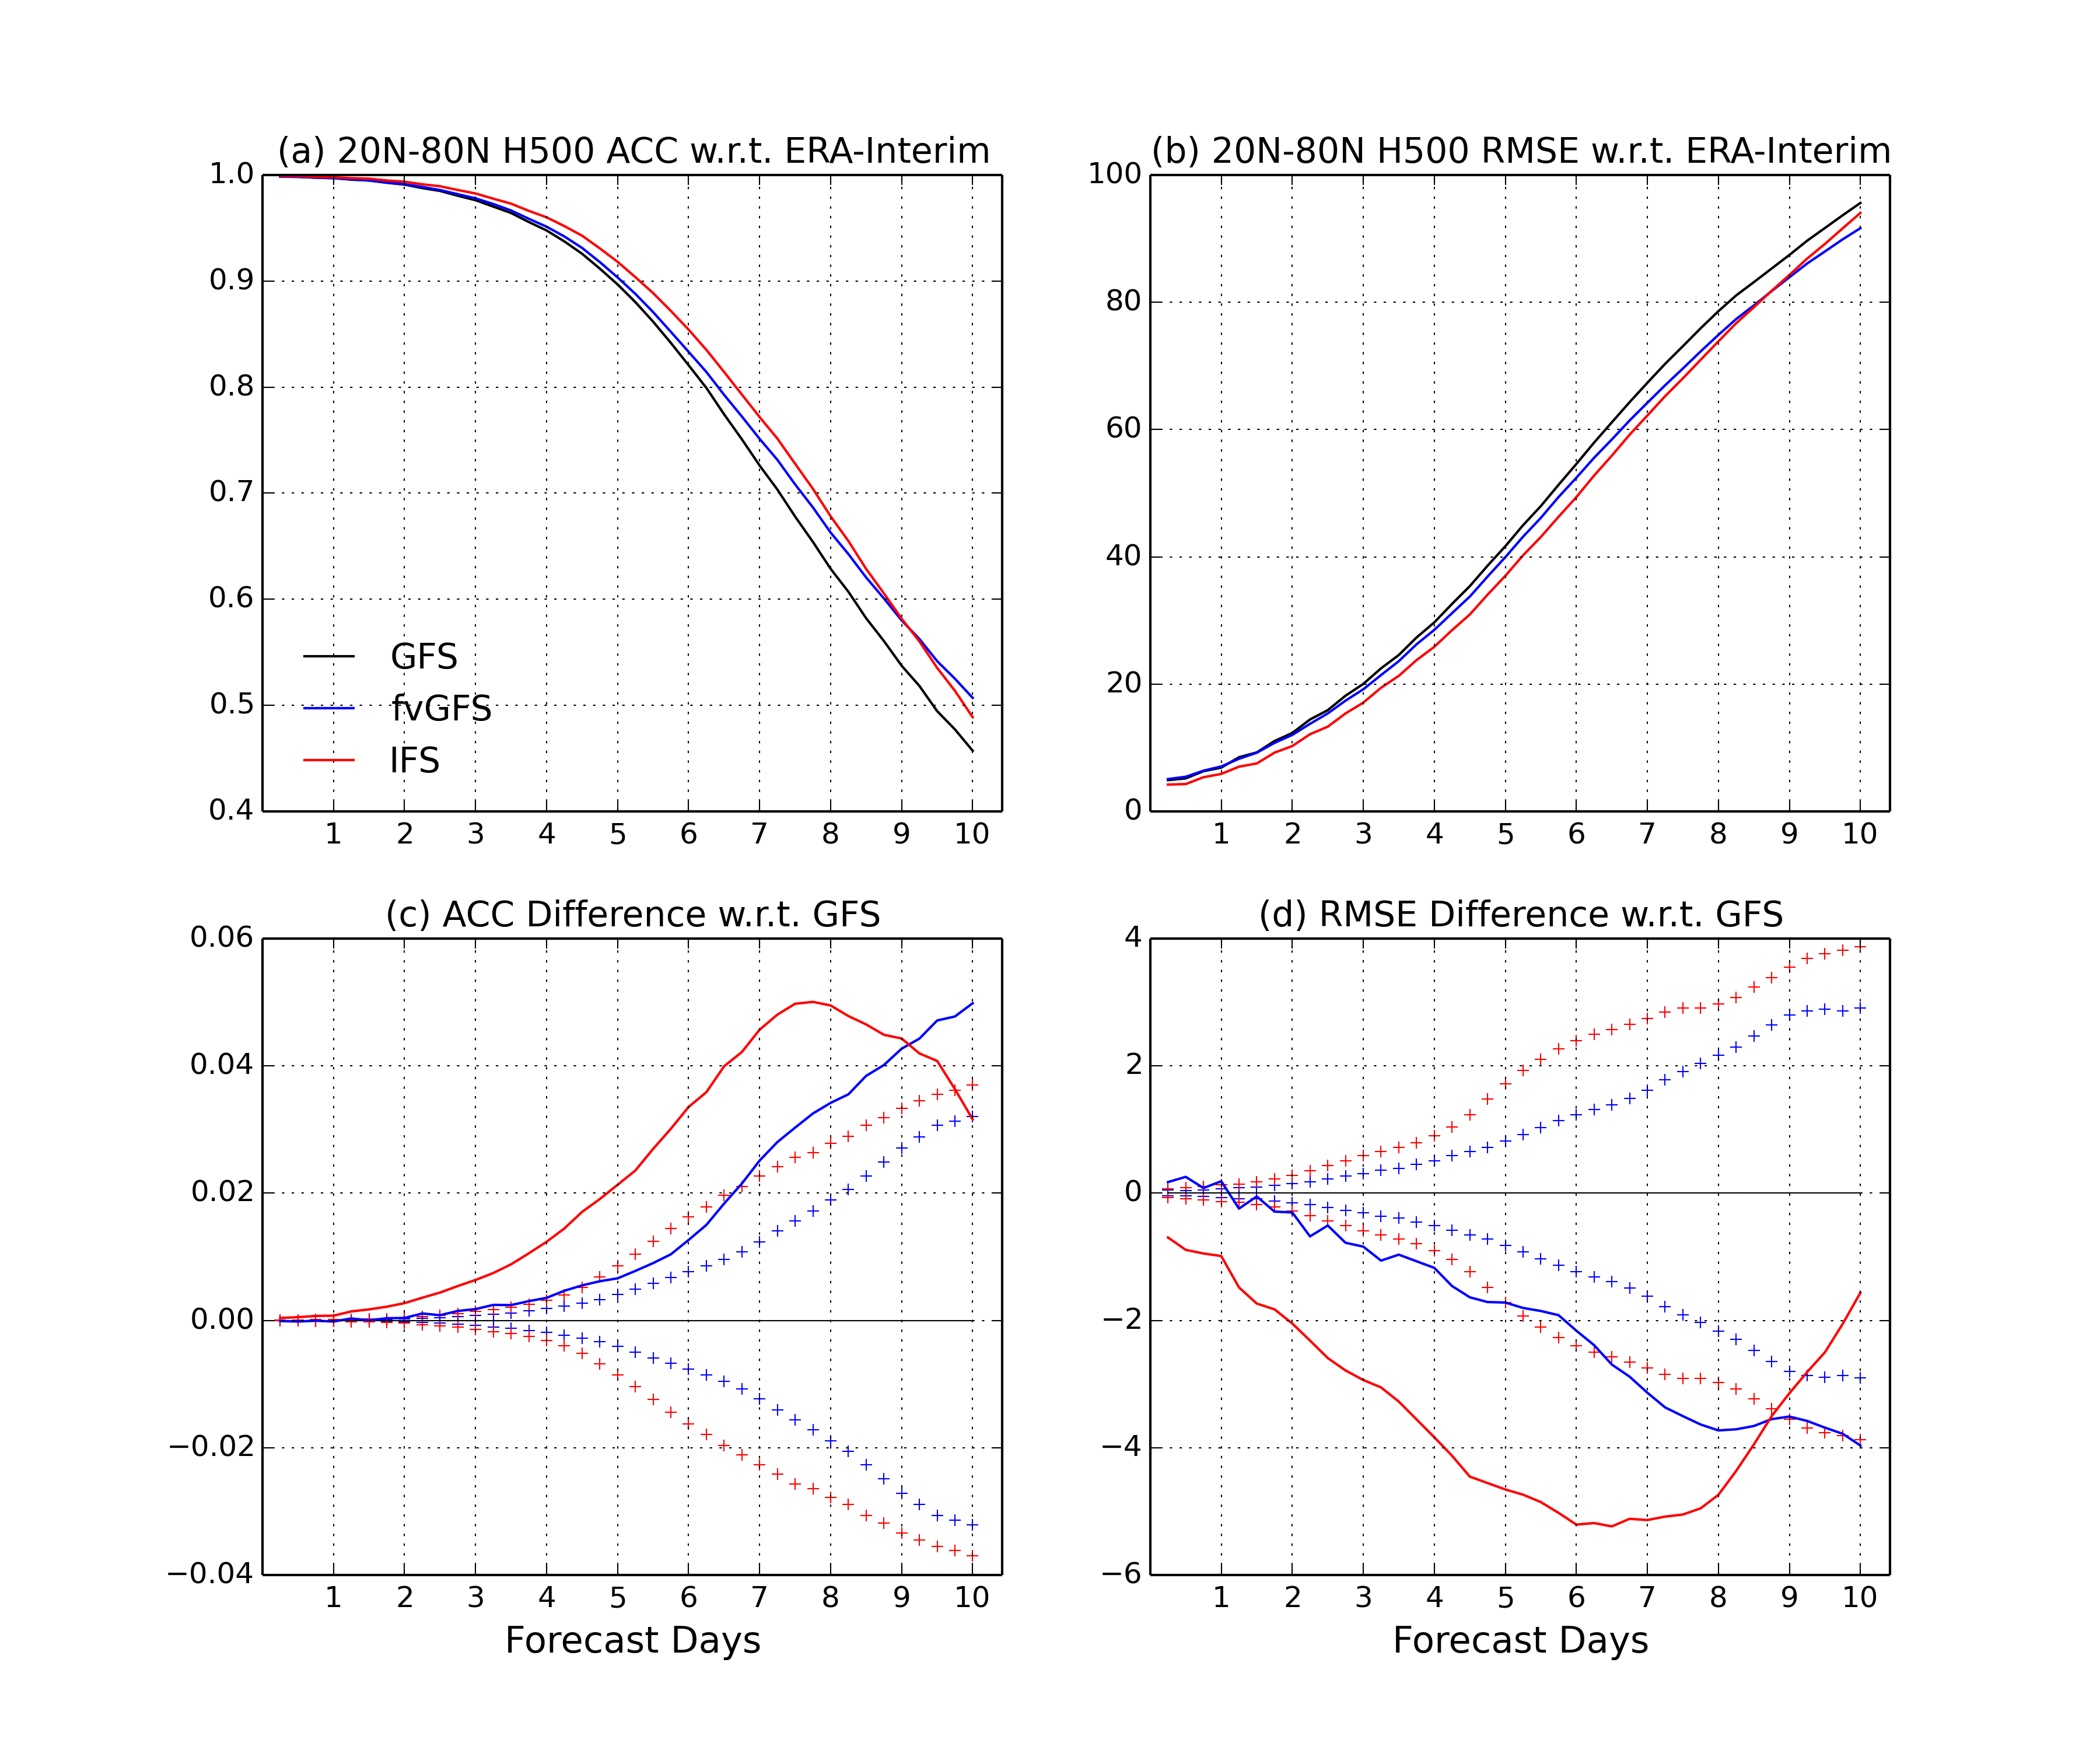 (a) 20N-80N H500 ACC w.r.t. ERA-Interim
1.0
0.9
0.8
0.7
0.6
0.5
0.4
GFS
fvGFS
IFS
1 2 3 4 5 6 7 8 9 10
(b) 20N-80N H500 RMSE w.r.t. ERA-Interim
100
80
60
40
20
0
1 2 3 4 5 6 7 8 9 10
(c) ACC Difference w.r.t. GFS
0.06
0.04
0.02
0.00
−0.02
−0.04
1 2 3 4 5 6 7 8 9 10
Forecast Days
(d) RMSE Difference w.r.t. GFS
4
2
0
−2
−4
−6
1 2 3 4 5 6 7 8 9 10
Forecast Days